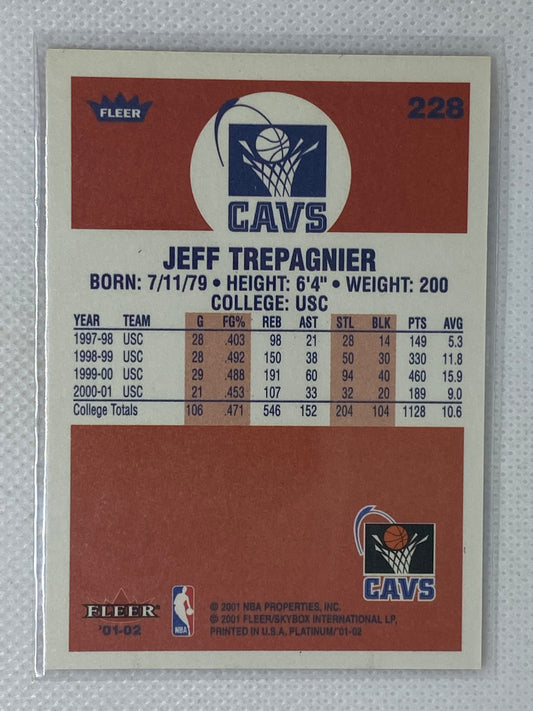 FLEER
228
CAVS
JEFF TREPAGNIER
BORN: 7/11/79 • HEIGHT: 6'4" • WEIGHT: 200
COLLEGE: USC
YEAR TEAM G FG% REB AST STL BLK PTS AVG
1997-98 USC 28 .403 98 21 28 14 149 5.3
1998-99 USC 28 .492 150 38 50 30 330 11.8
1999-00 USC 29 .488 191 60 94 40 460 15.9
2000-01 USC 21 .453 107 33 32 20 189 9.0
College Totals 106 .471 546 152 204 104 1128 10.6
CAVS
FLEER
'01-02
NBA
© 2001 NBA PROPERTIES, INC.
© 2001 FLEER/SKYBOX INTERNATIONAL LP,
PRINTED IN U.S.A. PLATINUM/'01-02